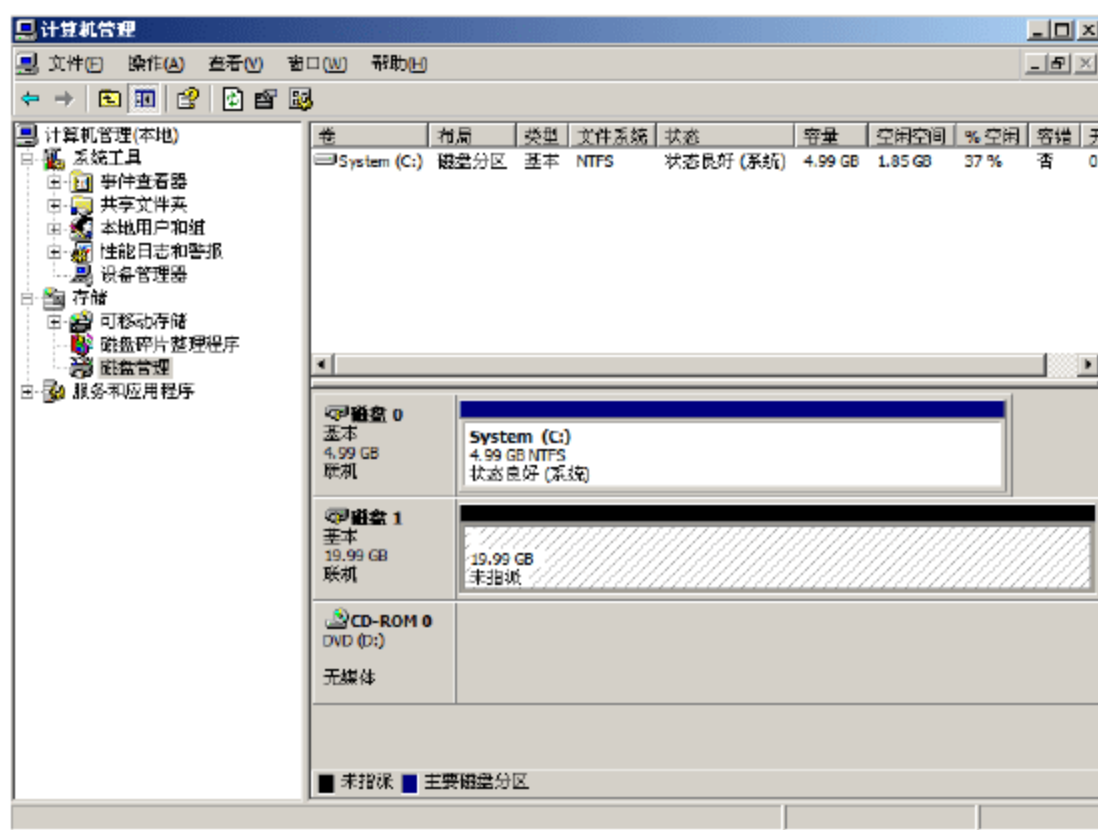 计算机管理
文件(F) 操作(A) 查看(V) 窗口(W) 帮助(H)
计算机管理(本地)
系统工具
事件查看器
共享文件夹
本地用户和组
性能日志和警报
设备管理器
存储
可移动存储
磁盘碎片整理程序
磁盘管理
服务和应用程序
卷 布局 类型 文件系统 状态 容量 空闲空间 % 空闲 容错
System (C:) 磁盘分区 基本 NTFS 状态良好 (系统) 4.99 GB 1.85 GB 37 % 否 0
磁盘 0
基本
4.99 GB
联机
System (C:)
4.99 GB NTFS
状态良好 (系统)
磁盘 1
基本
19.99 GB
联机
19.99 GB
未指派
CD-ROM 0
DVD (D:)
无媒体
未指派 主要磁盘分区